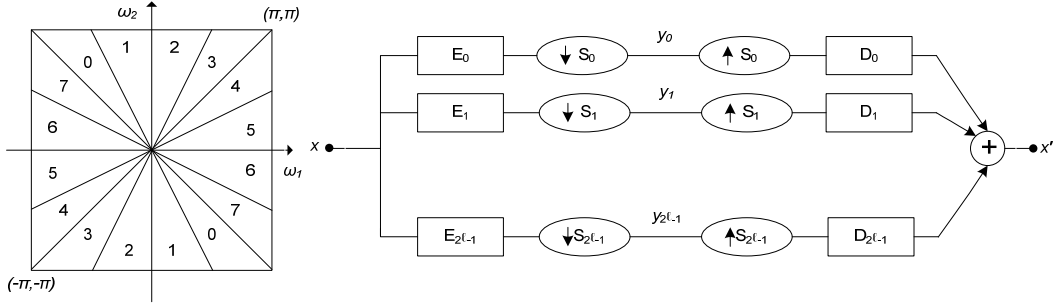 ω₂
(π,π)
0 1 2 3
7 4
6 5
ω₁
5 6
4 7
3 2 1 0
(-π,-π)
x
E₀ ↓ S₀ y₀ ↑ S₀ D₀
E₁ ↓ S₁ y₁ ↑ S₁ D₁
+ x'
E₂ℓ₋₁ ↓S₂ℓ₋₁ y₂ℓ₋₁ ↑S₂ℓ₋₁ D₂ℓ₋₁